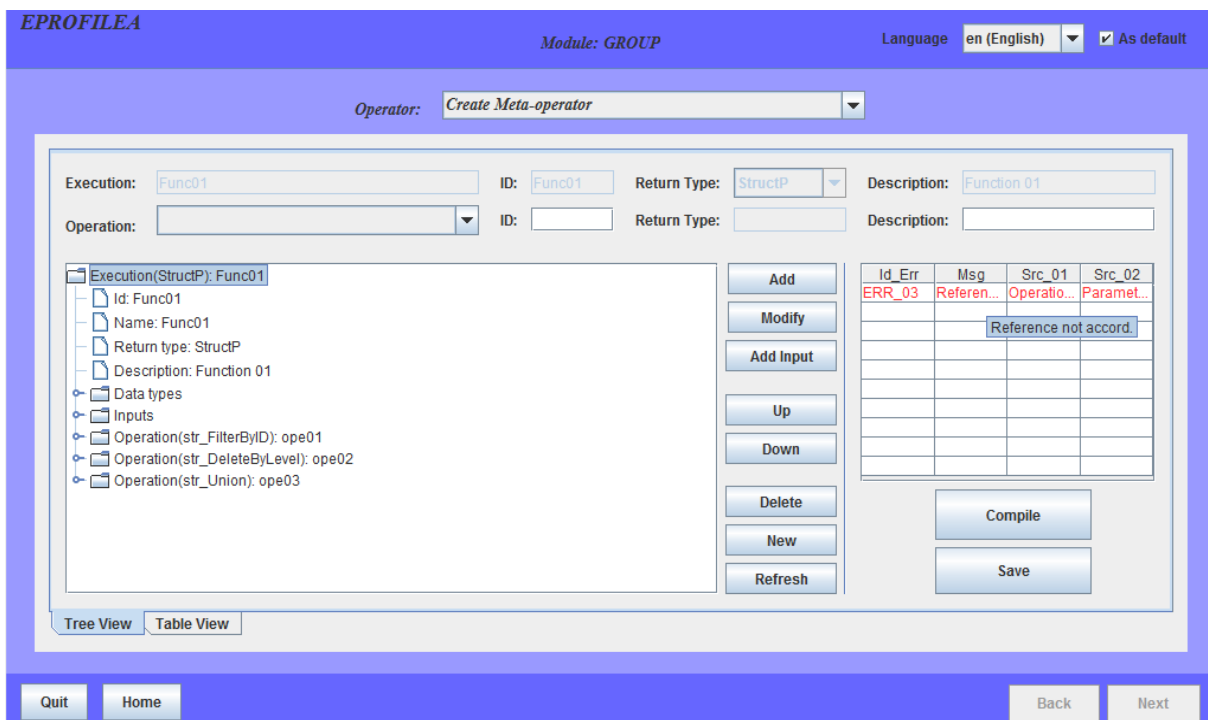 EPROFILEA
Module: GROUP
Language en (English) As default
Operator: Create Meta-operator
Execution: Func01 ID: Func01 Return Type: StructP Description: Function 01
Operation: ID: Return Type: Description:
Execution(StructP): Func01
Id: Func01
Name: Func01
Return type: StructP
Description: Function 01
Data types
Inputs
Operation(str_FilterByID): ope01
Operation(str_DeleteByLevel): ope02
Operation(str_Union): ope03
Add
Modify
Add Input
Up
Down
Delete
New
Refresh
Id_Err Msg Src_01 Src_02
ERR_03 Referen... Operatio... Paramet...
Reference not accord.
Compile
Save
Tree View Table View
Quit Home Back Next